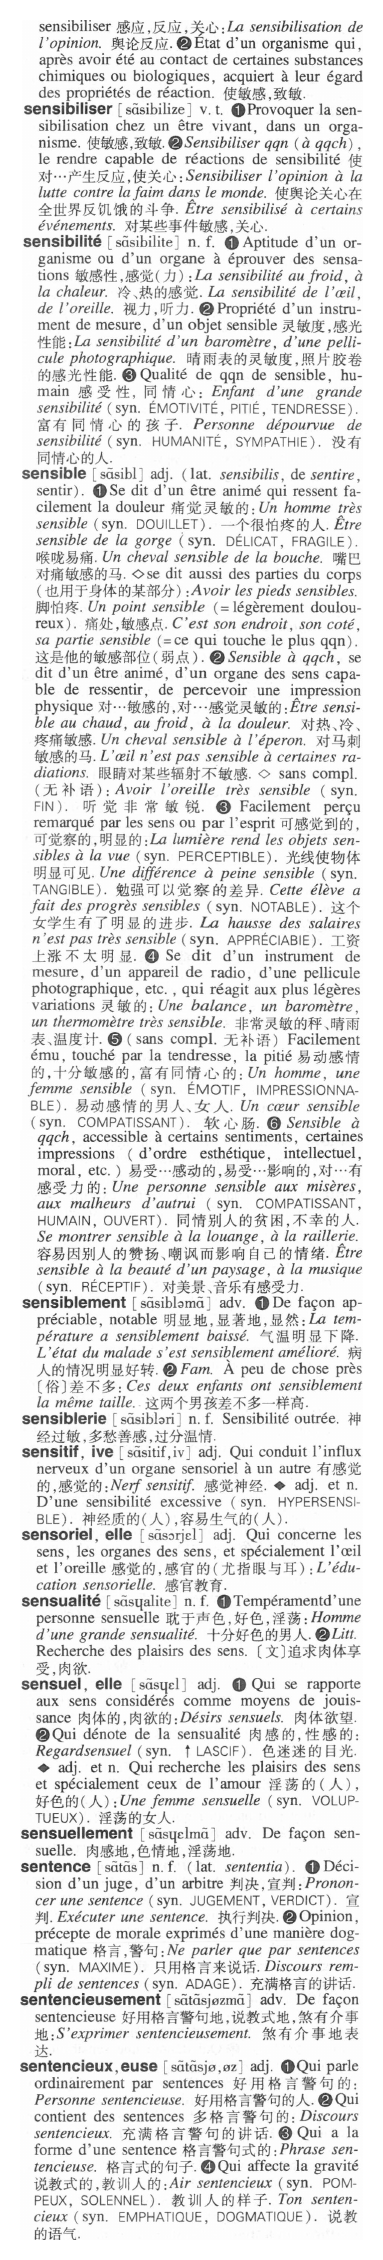 sensibiliser 感应,反应,关心:La sensibilisation de
l'opinion. 舆论反应. ❷ État d'un organisme qui,
après avoir été au contact de certaines substances
chimiques ou biologiques, acquiert à leur égard
des propriétés de réaction. 使敏感,致敏.
sensibiliser [sɑ̃sibilize] v. t. ❶ Provoquer la sen-
sibilisation chez un être vivant, dans un orga-
nisme. 使敏感,致敏. ❷ Sensibiliser qqn (à qqch),
le rendre capable de réactions de sensibilité 使
对…产生反应,使关心:Sensibiliser l'opinion à la
lutte contre la faim dans le monde. 使舆论关心在
全世界反饥饿的斗争. Être sensibilisé à certains
événements. 对某些事件敏感,关心.
sensibilité [sɑ̃sibilite] n. f. ❶ Aptitude d'un or-
ganisme ou d'un organe à éprouver des sensa-
tions 敏感性,感觉(力):La sensibilité au froid, à
la chaleur. 冷、热的感觉. La sensibilité de l'œil,
de l'oreille. 视力,听力. ❷ Propriété d'un instru-
ment de mesure, d'un objet sensible 灵敏度,感光
性能:La sensibilité d'un baromètre, d'une pelli-
cule photographique. 晴雨表的灵敏度,照片胶卷
的感光性能. ❸ Qualité de qqn de sensible, hu-
main 感受性, 同情心: Enfant d'une grande
sensibilité (syn. ÉMOTIVITÉ, PITIÉ, TENDRESSE).
富有同情心的孩子. Personne dépourvue de
sensibilité (syn. HUMANITÉ, SYMPATHIE). 没有
同情心的人.
sensible [sɑ̃sibl] adj. (lat. sensibilis, de sentire,
sentir). ❶ Se dit d'un être animé qui ressent fa-
cilement la douleur 痛觉灵敏的:Un homme très
sensible (syn. DOUILLET). 一个很怕疼的人. Être
sensible de la gorge (syn. DÉLICAT, FRAGILE).
喉咙易痛. Un cheval sensible de la bouche. 嘴巴
对痛敏感的马. ◇se dit aussi des parties du corps
(也用于身体的某部分):Avoir les pieds sensibles.
脚怕疼. Un point sensible (=légèrement doulou-
reux). 痛处,敏感点. C'est son endroit, son coté,
sa partie sensible (=ce qui touche le plus qqn).
这是他的敏感部位(弱点). ❷ Sensible à qqch, se
dit d'un être animé, d'un organe des sens capa-
ble de ressentir, de percevoir une impression
physique 对…敏感的,对…感觉灵敏的:Être sensi-
ble au chaud, au froid, à la douleur. 对热、冷、
疼痛敏感. Un cheval sensible à l'éperon. 对马刺
敏感的马. L'œil n'est pas sensible à certaines ra-
diations. 眼睛对某些辐射不敏感. ◇ sans compl.
(无补语): Avoir l'oreille très sensible (syn.
FIN). 听觉非常敏锐. ❸ Facilement perçu
remarqué par les sens ou par l'esprit 可感觉到的,
可觉察的,明显的:La lumière rend les objets sen-
sibles à la vue (syn. PERCEPTIBLE). 光线使物体
明显可见. Une différence à peine sensible (syn.
TANGIBLE). 勉强可以觉察的差异. Cette élève a
fait des progrès sensibles (syn. NOTABLE). 这个
女学生有了明显的进步. La hausse des salaires
n'est pas très sensible (syn. APPRÉCIABIE). 工资
上涨不太明显. ❹ Se dit d'un instrument de
mesure, d'un appareil de radio, d'une pellicule
photographique, etc., qui réagit aux plus légères
variations 灵敏的: Une balance, un baromètre,
un thermomètre très sensible. 非常灵敏的秤、晴雨
表、温度计. ❺ (sans compl. 无补语) Facilement
ému, touché par la tendresse, la pitié 易动感情
的,十分敏感的,富有同情心的: Un homme, une
femme sensible (syn. ÉMOTIF, IMPRESSIONNA-
BLE). 易动感情的男人、女人. Un cœur sensible
(syn. COMPATISSANT). 软心肠. ❻ Sensible à
qqch, accessible à certains sentiments, certaines
impressions (d'ordre esthétique, intellectuel,
moral, etc.) 易受…感动的,易受…影响的,对…有
感受力的: Une personne sensible aux misères,
aux malheurs d'autrui (syn. COMPATISSANT,
HUMAIN, OUVERT). 同情别人的贫困,不幸的人.
Se montrer sensible à la louange, à la raillerie.
容易因别人的赞扬、嘲讽而影响自己的情绪. Être
sensible à la beauté d'un paysage, à la musique
(syn. RÉCEPTIF). 对美景、音乐有感受力.
sensiblement [sɑ̃sibləmɑ̃] adv. ❶ De façon ap-
préciable, notable 明显地,显著地,显然: La tem-
pérature a sensiblement baissé. 气温明显下降.
L'état du malade s'est sensiblement amélioré. 病
人的情况明显好转. ❷ Fam. À peu de chose près
[俗]差不多: Ces deux enfants ont sensiblement
la même taille. 这两个男孩差不多一样高.
sensiblerie [sɑ̃sibləri] n. f. Sensibilité outrée. 神
经过敏,多愁善感,过分温情.
sensitif, ive [sɑ̃sitif,iv] adj. Qui conduit l'influx
nerveux d'un organe sensoriel à un autre 有感觉
的,感觉的:Nerf sensitif. 感觉神经. ◆ adj. et n.
D'une sensibilité excessive (syn. HYPERSENSI-
BLE). 神经质的(人),容易生气的(人).
sensoriel, elle [sɑ̃sɔrjɛl] adj. Qui concerne les
sens, les organes des sens, et spécialement l'œil
et l'oreille 感觉的,感官的(尤指眼与耳):L'édu-
cation sensorielle. 感官教育.
sensualité [sɑ̃sɥalite] n. f. ❶ Tempéramentd'une
personne sensuelle 耽于声色,好色,淫荡: Homme
d'une grande sensualité. 十分好色的男人. ❷ Litt.
Recherche des plaisirs des sens. [文]追求肉体享
受,肉欲.
sensuel, elle [sɑ̃sɥɛl] adj. ❶ Qui se rapporte
aux sens considérés comme moyens de jouis-
sance 肉体的,肉欲的:Désirs sensuels. 肉体欲望.
❷ Qui dénote de la sensualité 肉感的,性感的:
Regardsensuel (syn. ↑ LASCIF). 色迷迷的目光.
◆ adj. et n. Qui recherche les plaisirs des sens
et spécialement ceux de l'amour 淫荡的(人),
好色的(人):Une femme sensuelle (syn. VOLUP-
TUEUX). 淫荡的女人.
sensuellement [sɑ̃sɥɛlmɑ̃] adv. De façon sen-
suelle. 肉感地,色情地,淫荡地.
sentence [sɑ̃tɑ̃s] n. f. (lat. sententia). ❶ Déci-
sion d'un juge, d'un arbitre 判决,宣判: Pronon-
cer une sentence (syn. JUGEMENT, VERDICT). 宣
判. Exécuter une sentence. 执行判决. ❷ Opinion,
précepte de morale exprimés d'une manière dog-
matique 格言,警句:Ne parler que par sentences
(syn. MAXIME). 只用格言来说话. Discours rem-
pli de sentences (syn. ADAGE). 充满格言的讲话.
sentencieusement [sɑ̃tɑ̃sjøzmɑ̃] adv. De façon
sentencieuse 好用格言警句地,说教式地,煞有介事
地:S'exprimer sentencieusement. 煞有介事地表
达.
sentencieux, euse [sɑ̃tɑ̃sjø,øz] adj. ❶ Qui parle
ordinairement par sentences 好用格言警句的:
Personne sentencieuse. 好用格言警句的人. ❷ Qui
contient des sentences 多格言警句的: Discours
sentencieux. 充满格言警句的讲话. ❸ Qui a la
forme d'une sentence 格言警句式的: Phrase sen-
tencieuse. 格言式的句子. ❹ Qui affecte la gravité
说教式的,教训人的: Air sentencieux (syn. POM-
PEUX, SOLENNEL). 教训人的样子. Ton senten-
cieux (syn. EMPHATIQUE, DOGMATIQUE). 说教
的语气.